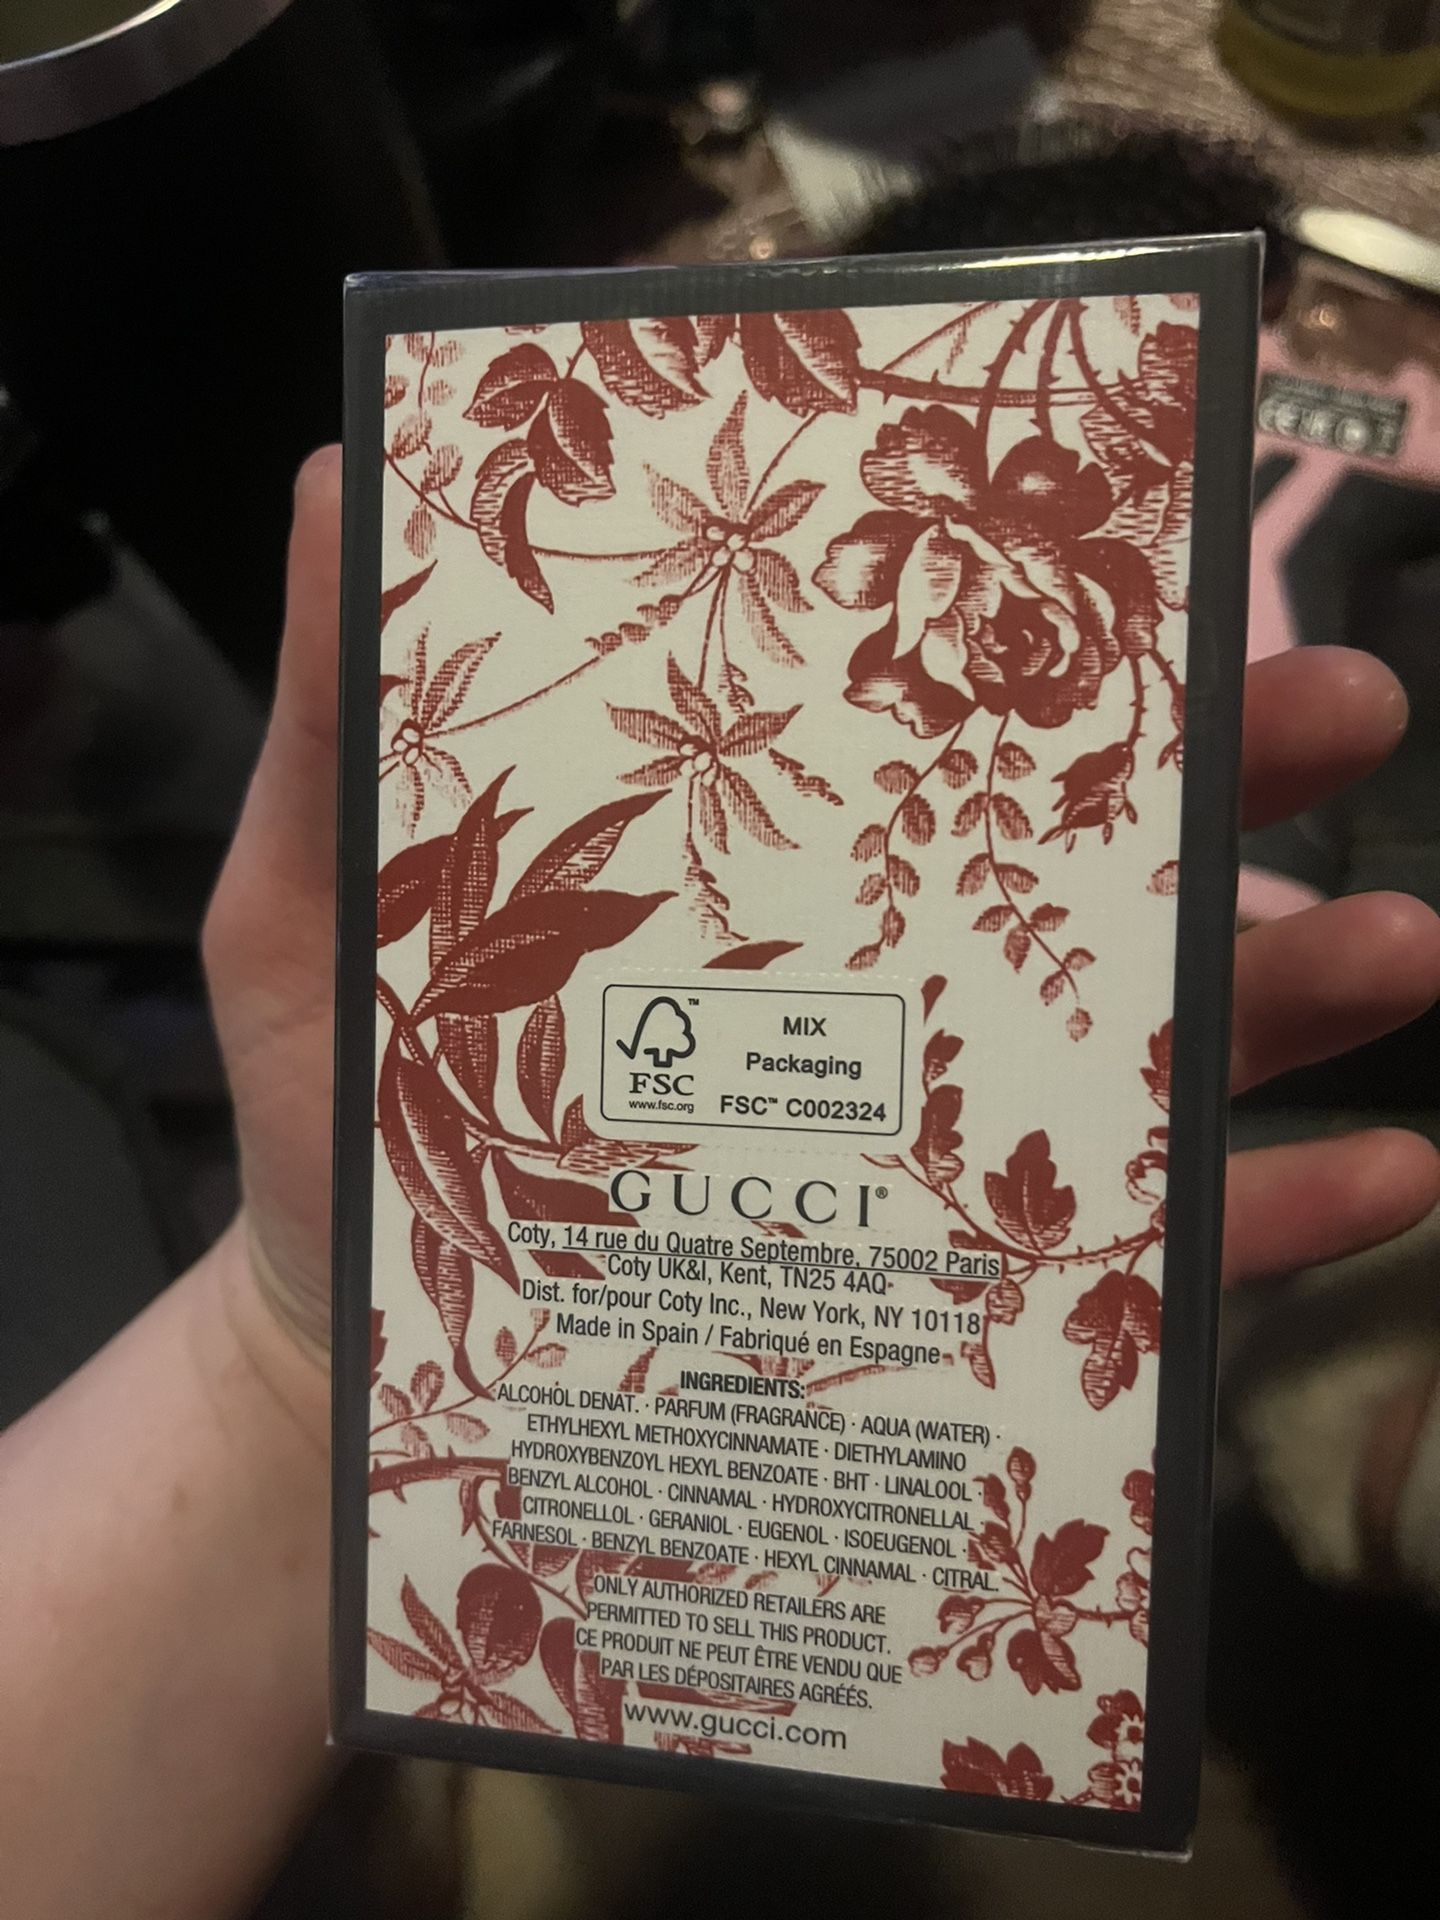 FSC™
www.fsc.org
MIX
Packaging
FSC™ C002324
GUCCI®
Coty, 14 rue du Quatre Septembre, 75002 Paris
Coty UK&I, Kent, TN25 4AQ
Dist. for/pour Coty Inc., New York, NY 10118
Made in Spain / Fabriqué en Espagne
INGREDIENTS:
ALCOHOL DENAT. · PARFUM (FRAGRANCE) · AQUA (WATER) ·
ETHYLHEXYL METHOXYCINNAMATE · DIETHYLAMINO
HYDROXYBENZOYL HEXYL BENZOATE · BHT · LINALOOL ·
BENZYL ALCOHOL · CINNAMAL · HYDROXYCITRONELLAL ·
CITRONELLOL · GERANIOL · EUGENOL · ISOEUGENOL ·
FARNESOL · BENZYL BENZOATE · HEXYL CINNAMAL · CITRAL.
ONLY AUTHORIZED RETAILERS ARE
PERMITTED TO SELL THIS PRODUCT.
CE PRODUIT NE PEUT ÊTRE VENDU QUE
PAR LES DÉPOSITAIRES AGRÉÉS.
www.gucci.com